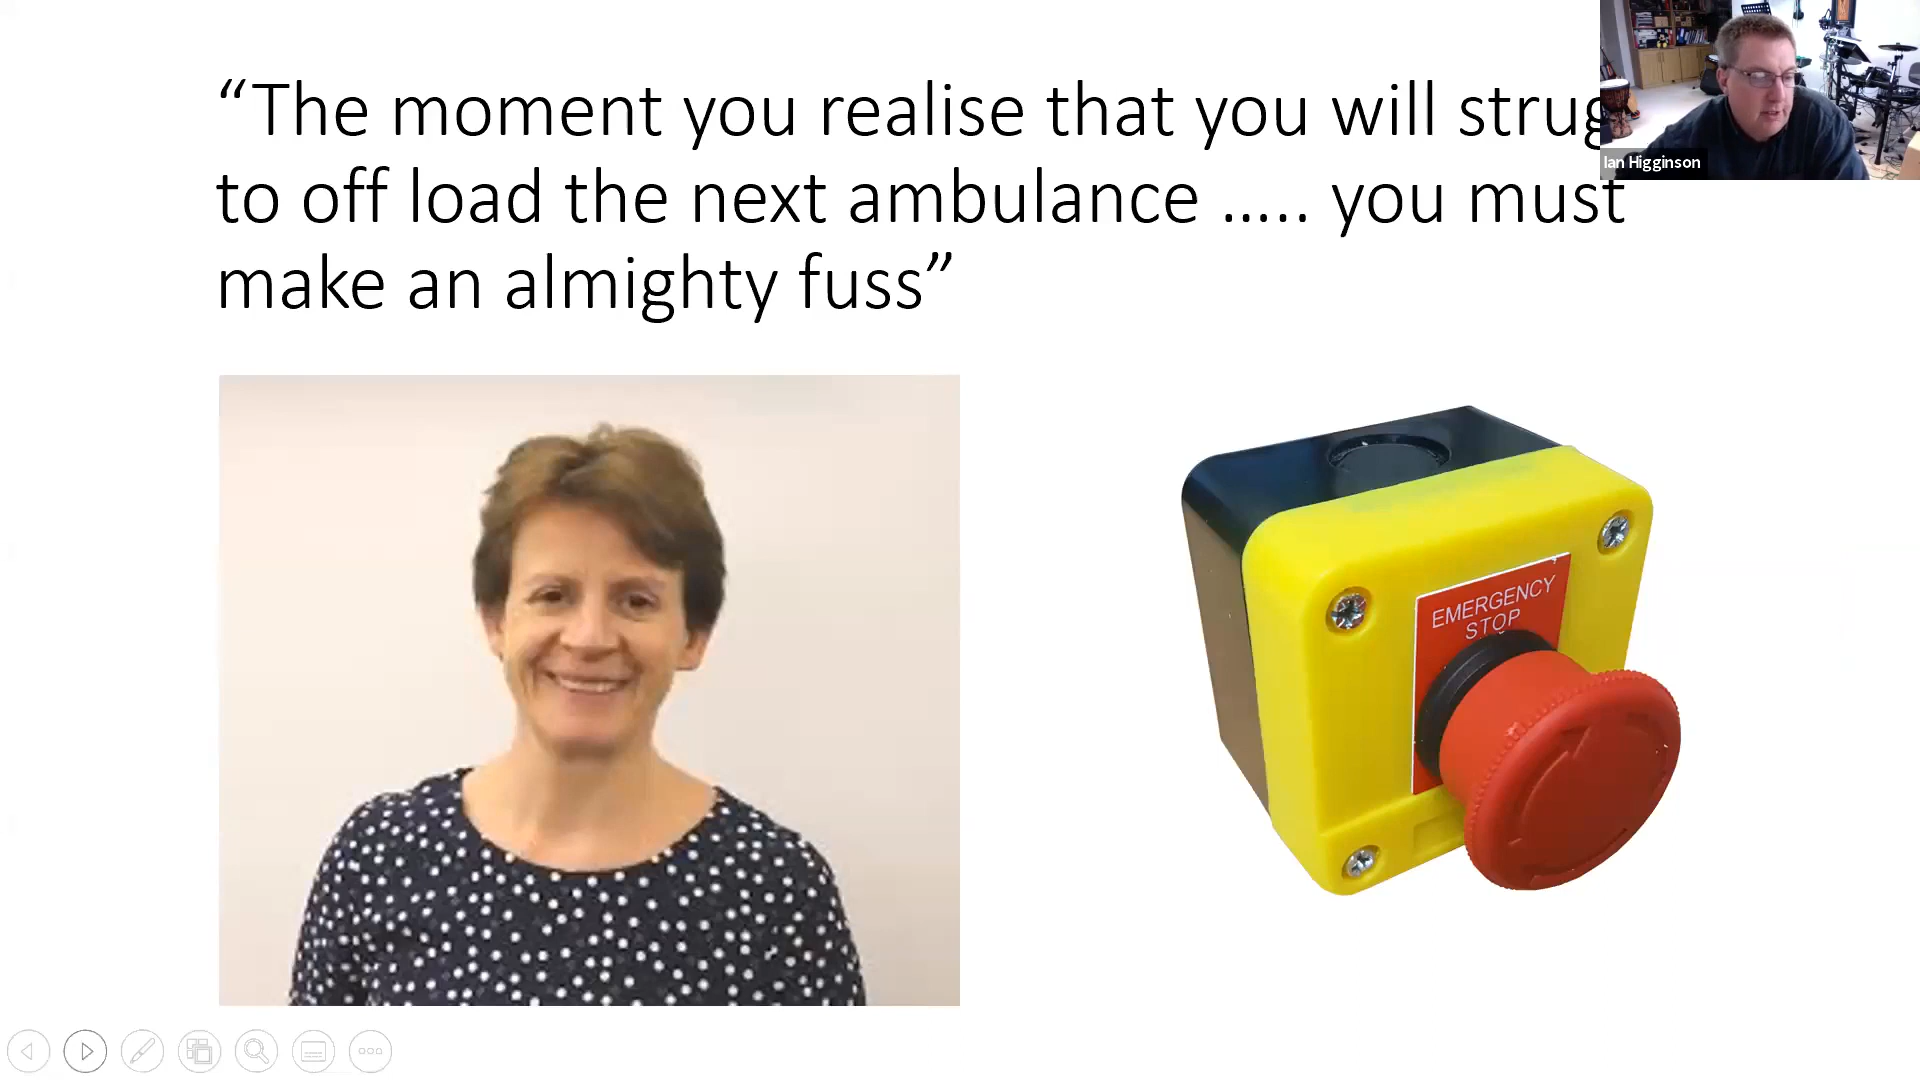 “The moment you realise that you will strug
to off load the next ambulance ….. you must
make an almighty fuss”
Ian Higginson
EMERGENCY
STOP